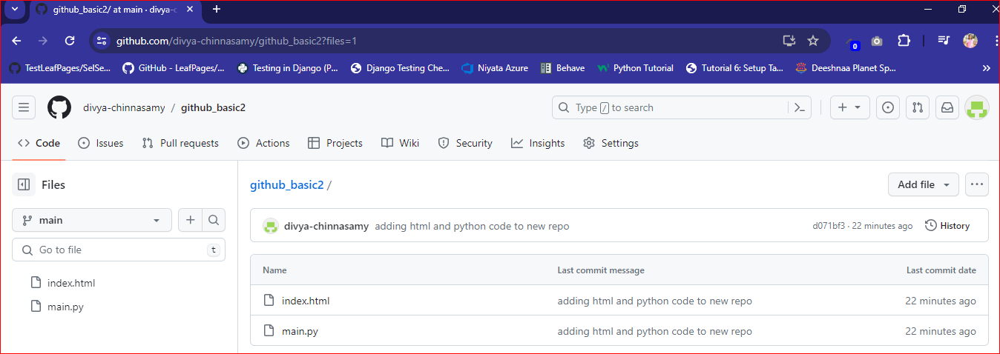 github_basic2/ at main · divya-c
github.com/divya-chinnasamy/github_basic2?files=1
0
TestLeafPages/SelSe... GitHub - LeafPages/... Testing in Django (P... Django Testing Che... Niyata Azure Behave Python Tutorial Tutorial 6: Setup Ta... Deeshnaa Planet Sp... »
divya-chinnasamy / github_basic2 Type / to search
Code Issues Pull requests Actions Projects Wiki Security Insights Settings
Files
github_basic2 /
Add file
main
divya-chinnasamy adding html and python code to new repo d071bf3 · 22 minutes ago History
Go to file t
Name Last commit message Last commit date
index.html
main.py
index.html adding html and python code to new repo 22 minutes ago
main.py adding html and python code to new repo 22 minutes ago